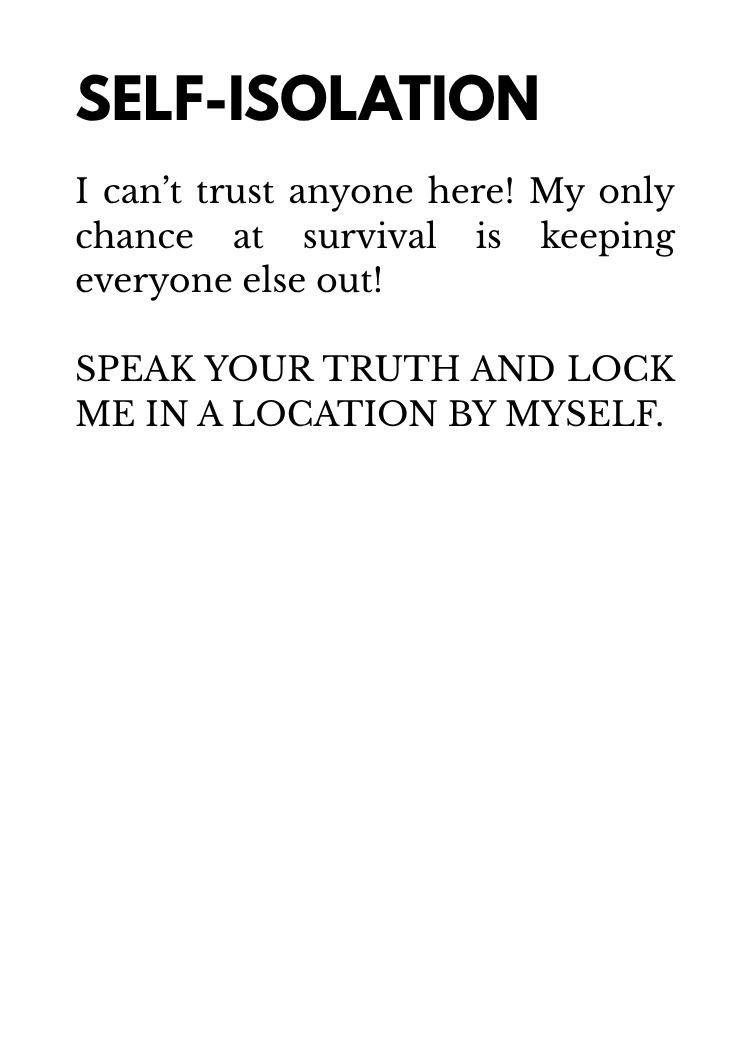 SELF-ISOLATION
I can’t trust anyone here! My only
chance at survival is keeping
everyone else out!
SPEAK YOUR TRUTH AND LOCK
ME IN A LOCATION BY MYSELF.